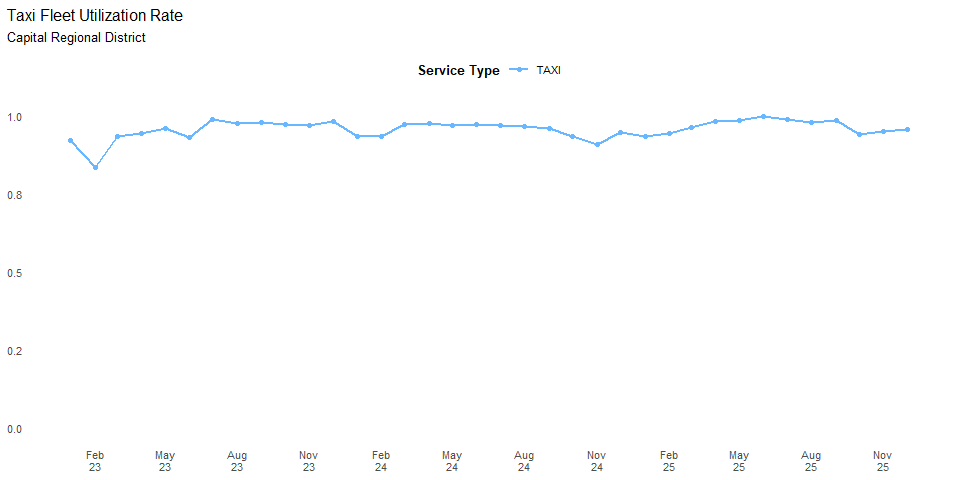 Taxi Fleet Utilization Rate
Capital Regional District
Service Type TAXI
1.0
0.8
0.5
0.2
0.0
Feb May Aug Nov Feb May Aug Nov Feb May Aug Nov
23 23 23 23 24 24 24 24 25 25 25 25